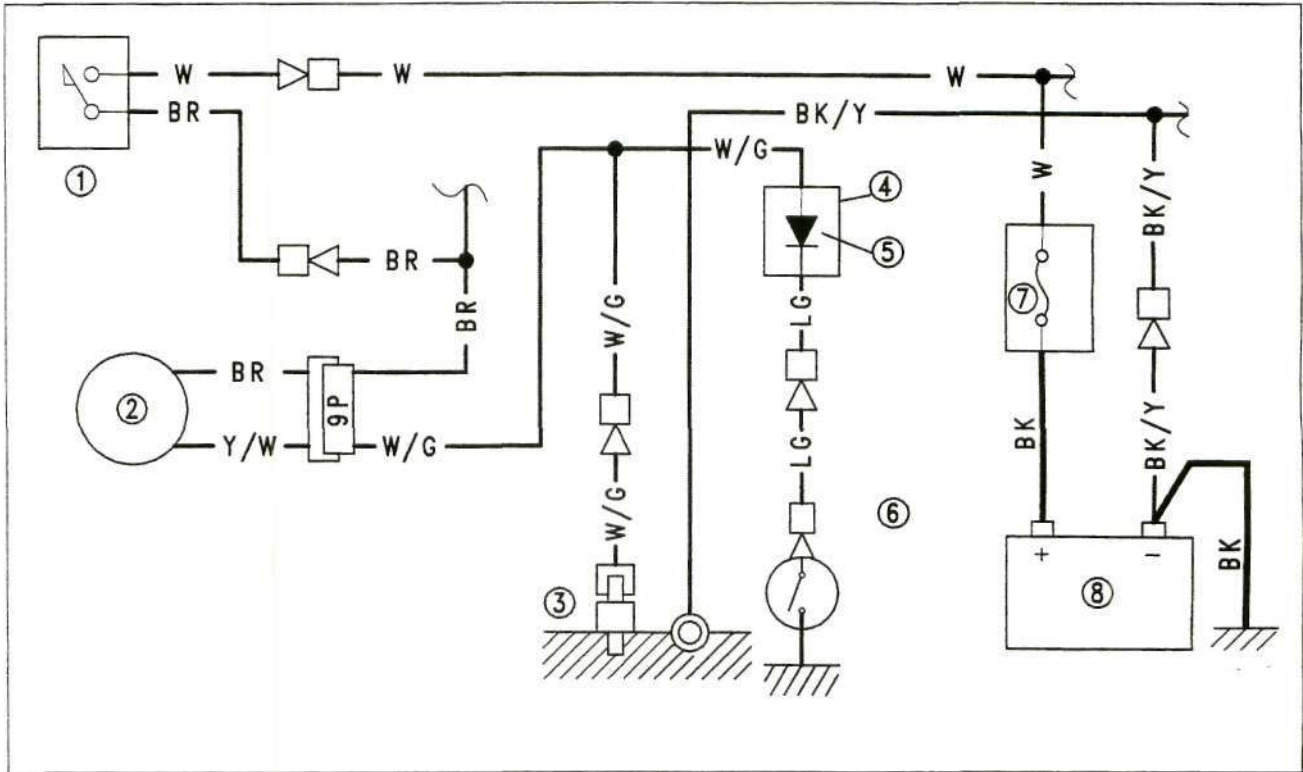 W W W
BR BK/Y
① W/G ④
W BK/Y
BR ⑤
BR W/G LG ⑦
② BR 9P
Y/W W/G
LG BK BK/Y
W/G ⑥
③ + - BK
⑧